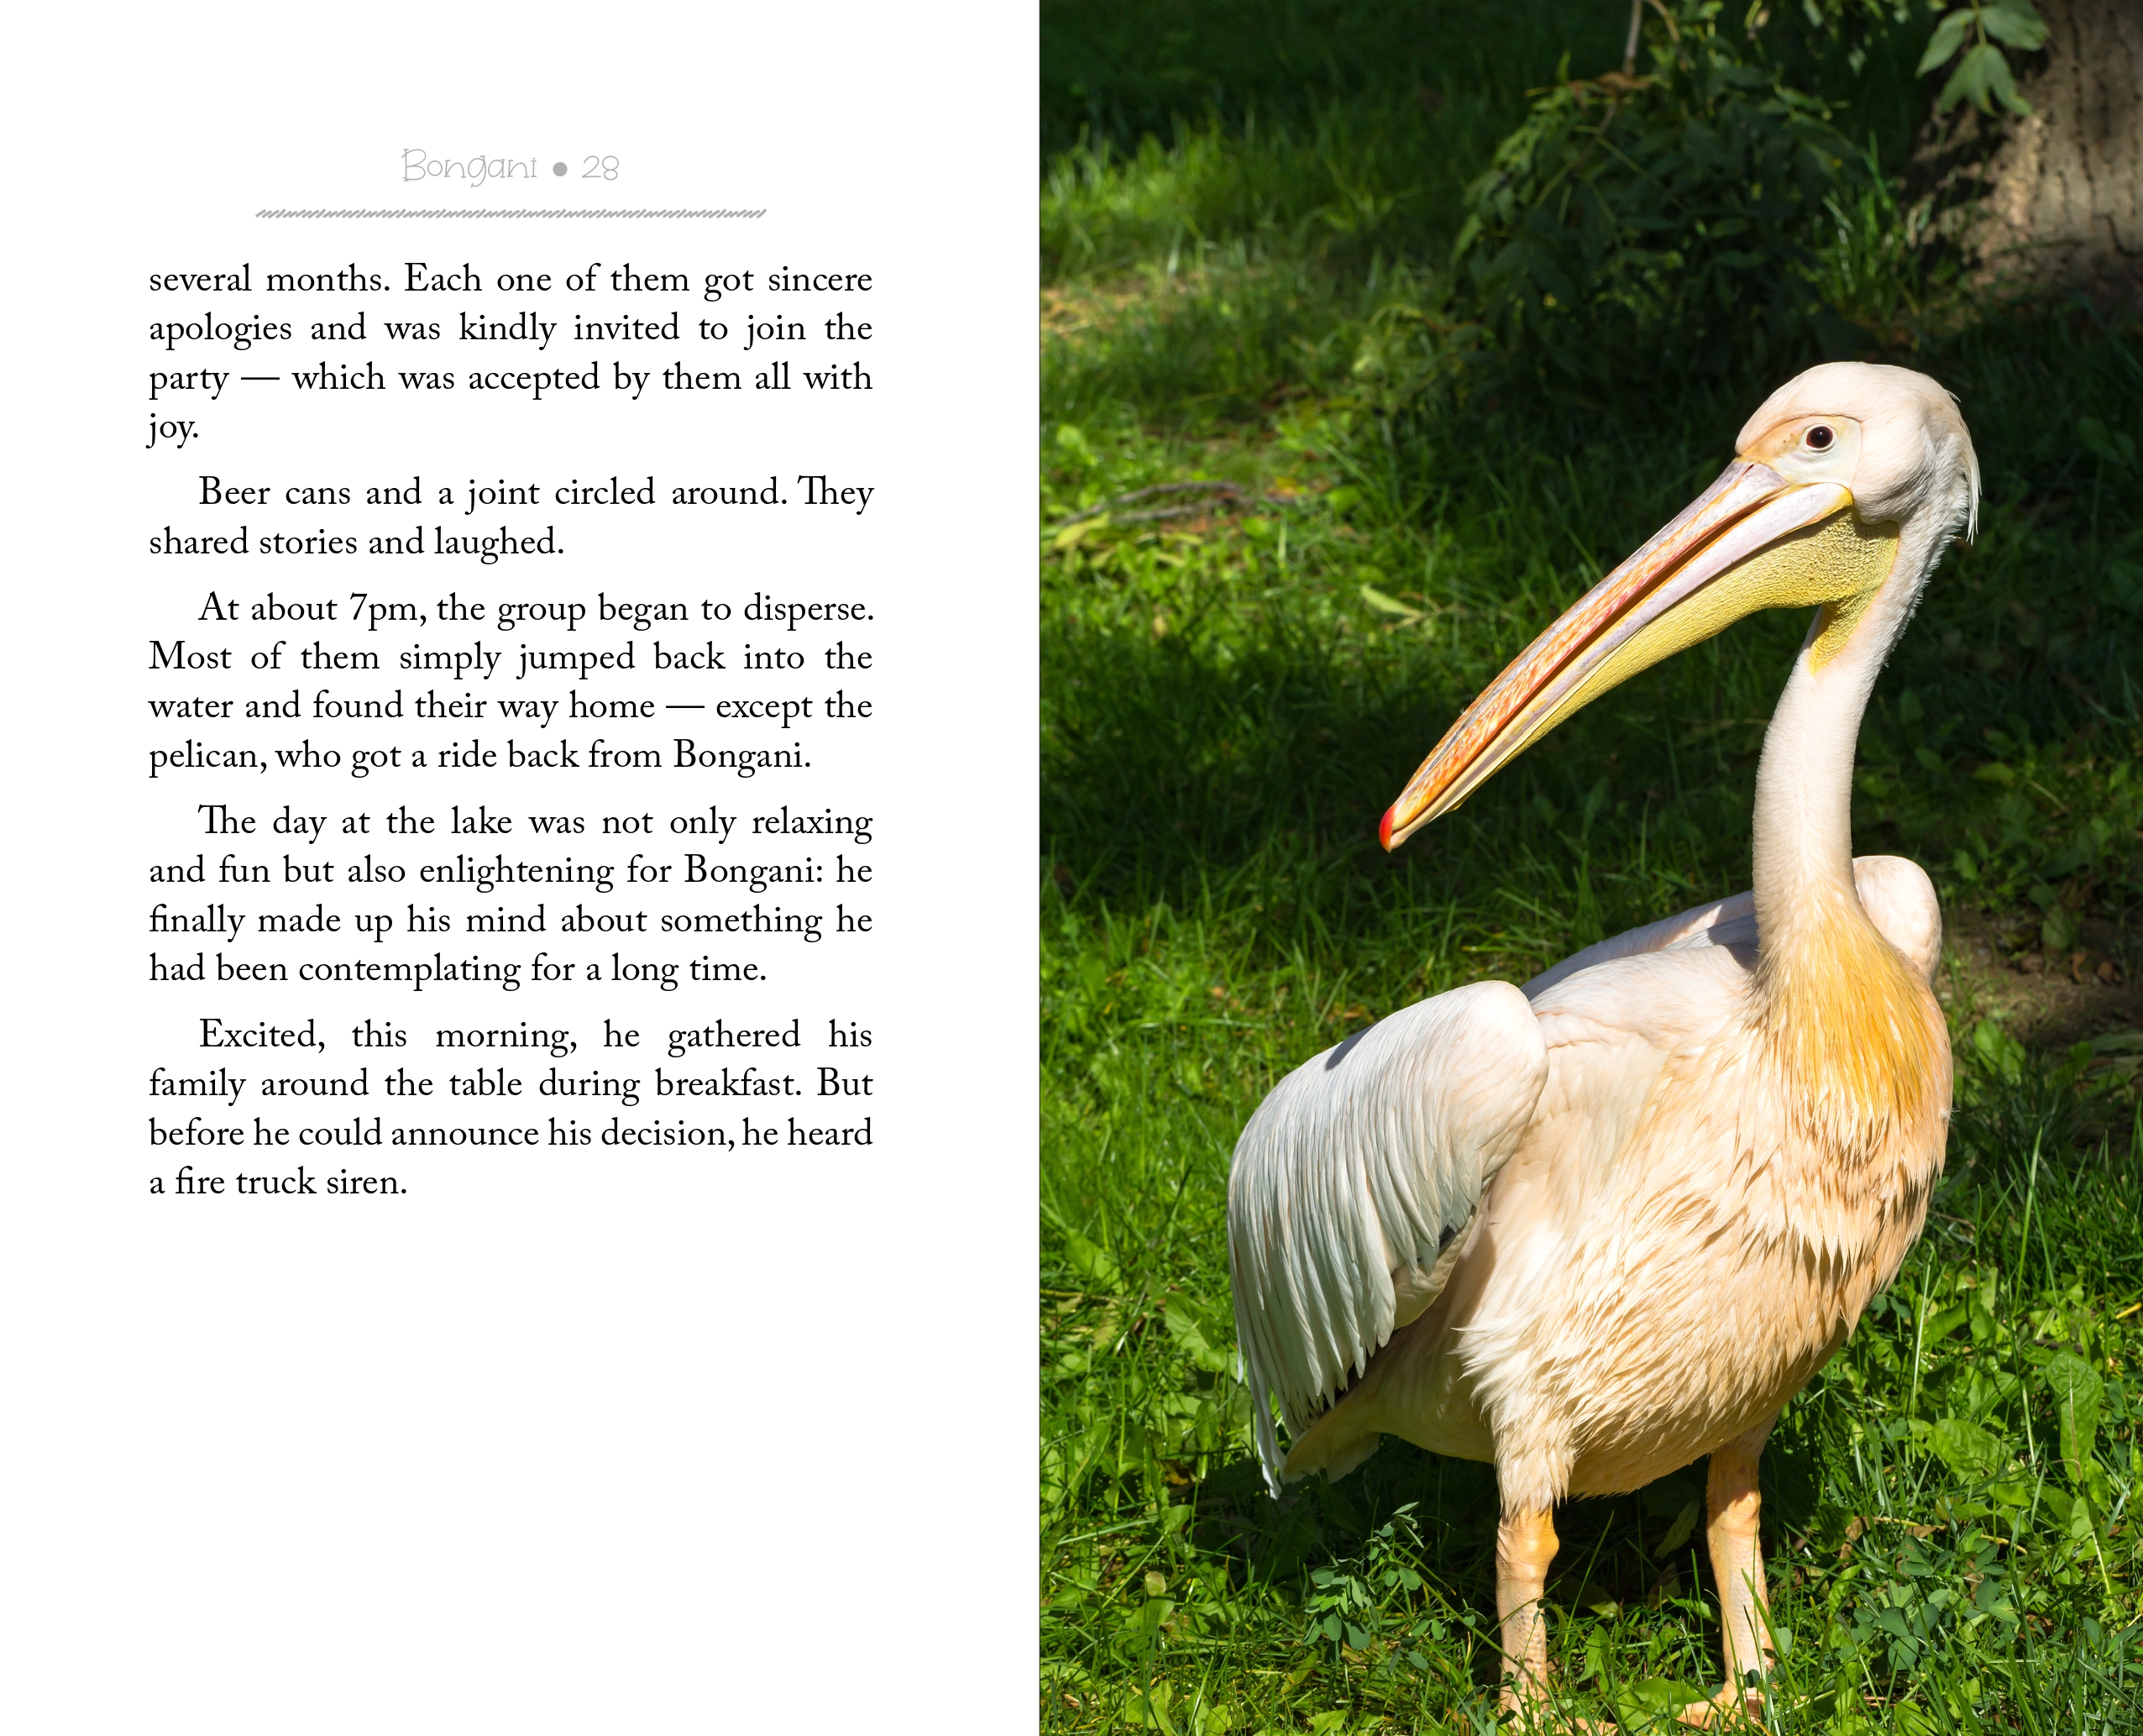 Bongani • 28
several months. Each one of them got sincere
apologies and was kindly invited to join the
party — which was accepted by them all with
joy.
Beer cans and a joint circled around. They
shared stories and laughed.
At about 7pm, the group began to disperse.
Most of them simply jumped back into the
water and found their way home — except the
pelican, who got a ride back from Bongani.
The day at the lake was not only relaxing
and fun but also enlightening for Bongani: he
finally made up his mind about something he
had been contemplating for a long time.
Excited, this morning, he gathered his
family around the table during breakfast. But
before he could announce his decision, he heard
a fire truck siren.